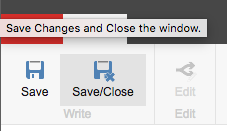 Save Changes and Close the window.
Save Save/Close Edit
Write Edit